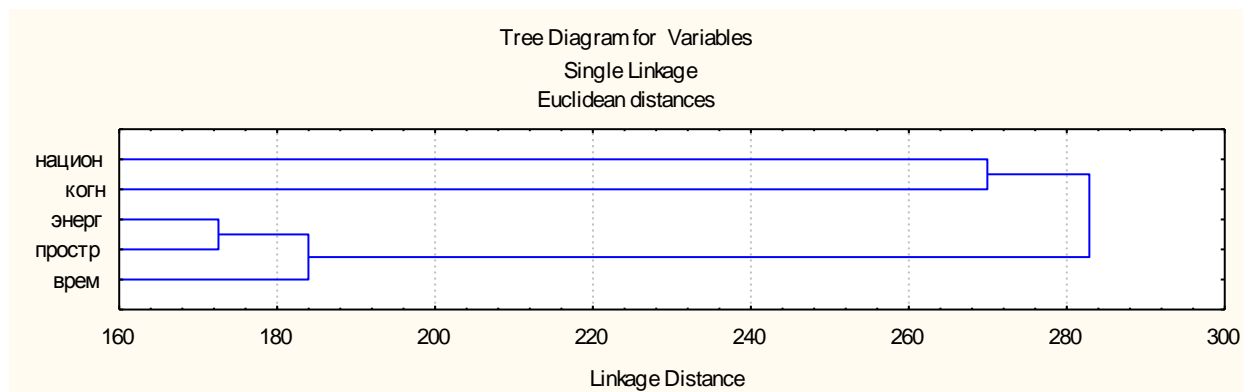 Tree Diagram for Variables
Single Linkage
Euclidean distances
национ
когн
энерг
простр
врем
160 180 200 220 240 260 280 300
Linkage Distance